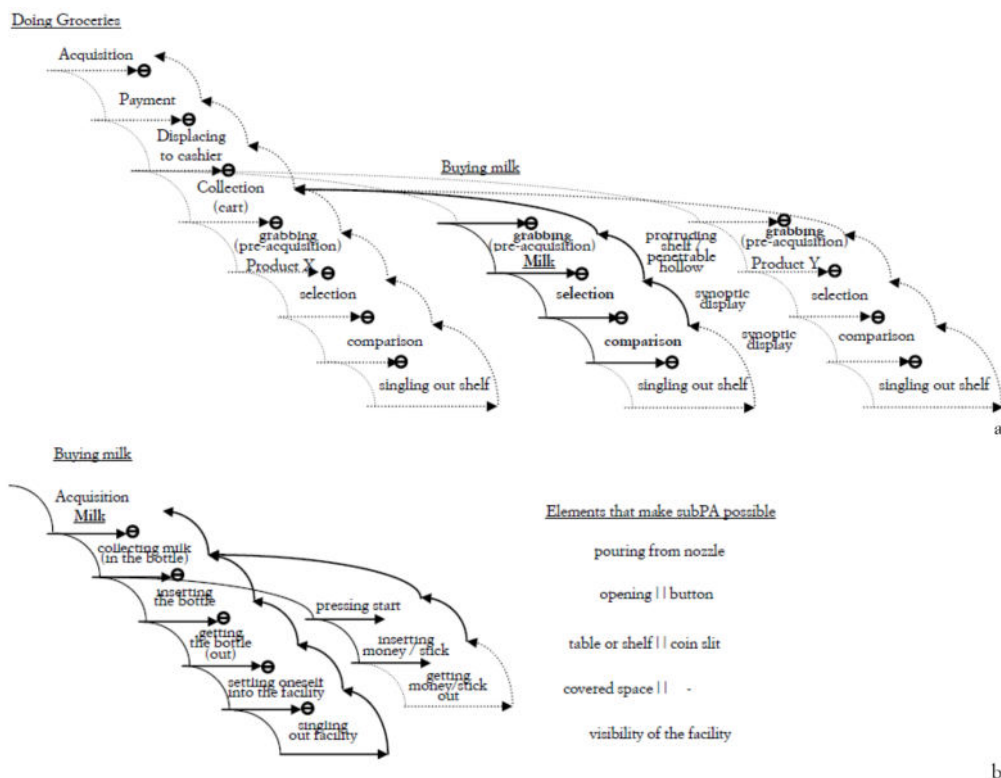 Doing Groceries
Acquisition
Payment
Displacing
to cashier
Collection
(cart)
grabbing
(pre-acquisition)
Product X
selection
comparison
singling out shelf
Buying milk
grabbing
(pre-acquisition)
Milk
selection
comparison
singling out shelf
protruding
shelf /
penetrable
hollow
synoptic
display
synoptic
display
grabbing
(pre-acquisition)
Product Y
selection
comparison
singling out shelf
a
Buying milk
Acquisition
Milk
collecting milk
(in the bottle)
inserting
the bottle
getting
the bottle
(out)
settling oneself
into the facility
singling
out facility
pressing start
inserting
money / stick
getting
money/stick
out
Elements that make subPA possible
pouring from nozzle
opening || button
table or shelf || coin slit
covered space || -
visibility of the facility
b